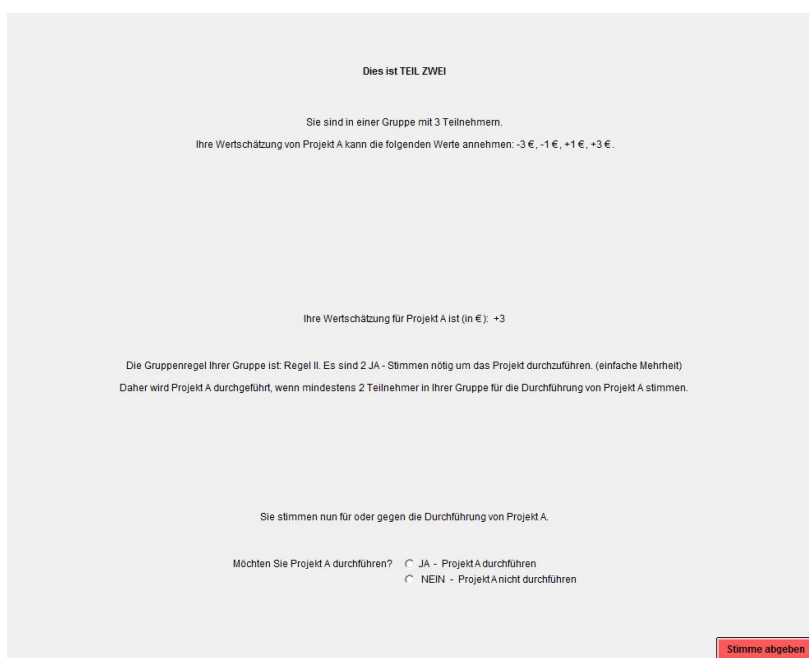 Dies ist TEIL ZWEI
Sie sind in einer Gruppe mit 3 Teilnehmern.
Ihre Wertschätzung von Projekt A kann die folgenden Werte annehmen: -3 €, -1 €, +1 €, +3 €.
Ihre Wertschätzung für Projekt A ist (in €): +3
Die Gruppenregel Ihrer Gruppe ist: Regel II. Es sind 2 JA - Stimmen nötig um das Projekt durchzuführen. (einfache Mehrheit)
Daher wird Projekt A durchgeführt, wenn mindestens 2 Teilnehmer in Ihrer Gruppe für die Durchführung von Projekt A stimmen.
Sie stimmen nun für oder gegen die Durchführung von Projekt A.
Möchten Sie Projekt A durchführen? JA - Projekt A durchführen
NEIN - Projekt A nicht durchführen
Stimme abgeben